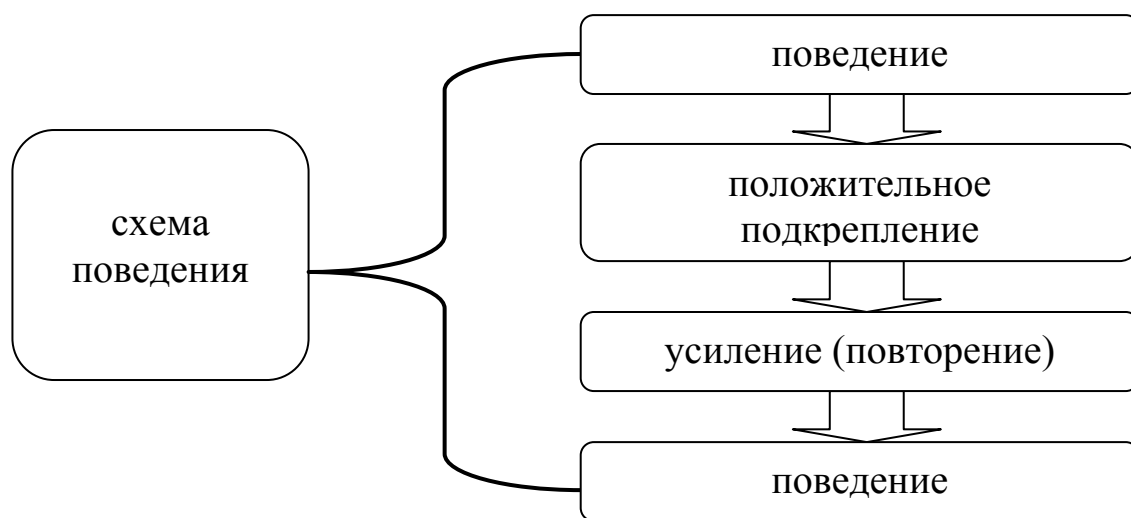 схема
поведения
поведение
положительное
подкрепление
усиление (повторение)
поведение